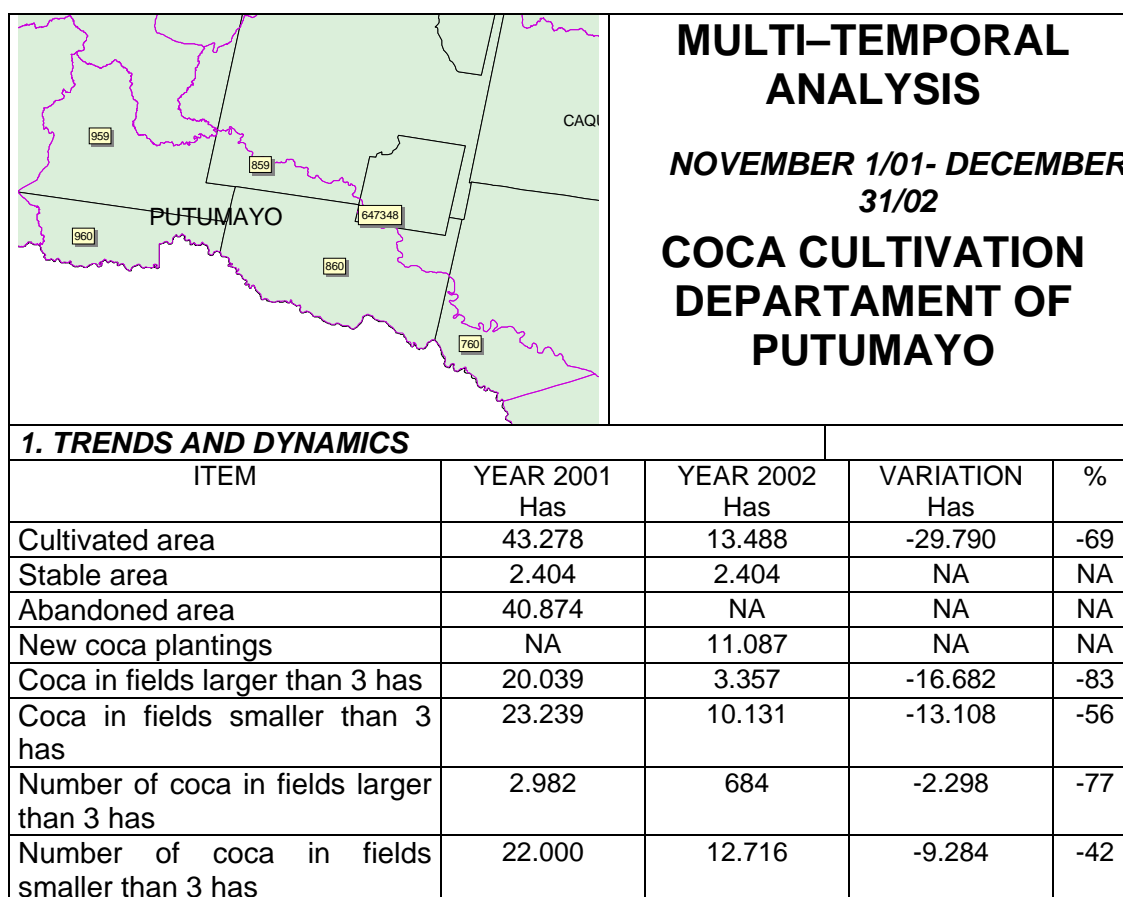 959
859
CAQU
PUTUMAYO
647348
960
860
760
MULTI–TEMPORAL
ANALYSIS
NOVEMBER 1/01- DECEMBER
31/02
COCA CULTIVATION
DEPARTAMENT OF
PUTUMAYO
1. TRENDS AND DYNAMICS
ITEM YEAR 2001 YEAR 2002 VARIATION %
Has Has Has
Cultivated area 43.278 13.488 -29.790 -69
Stable area 2.404 2.404 NA NA
Abandoned area 40.874 NA NA NA
New coca plantings NA 11.087 NA NA
Coca in fields larger than 3 has 20.039 3.357 -16.682 -83
Coca in fields smaller than 3 23.239 10.131 -13.108 -56
has
Number of coca in fields larger 2.982 684 -2.298 -77
than 3 has
Number of coca in fields 22.000 12.716 -9.284 -42
smaller than 3 has